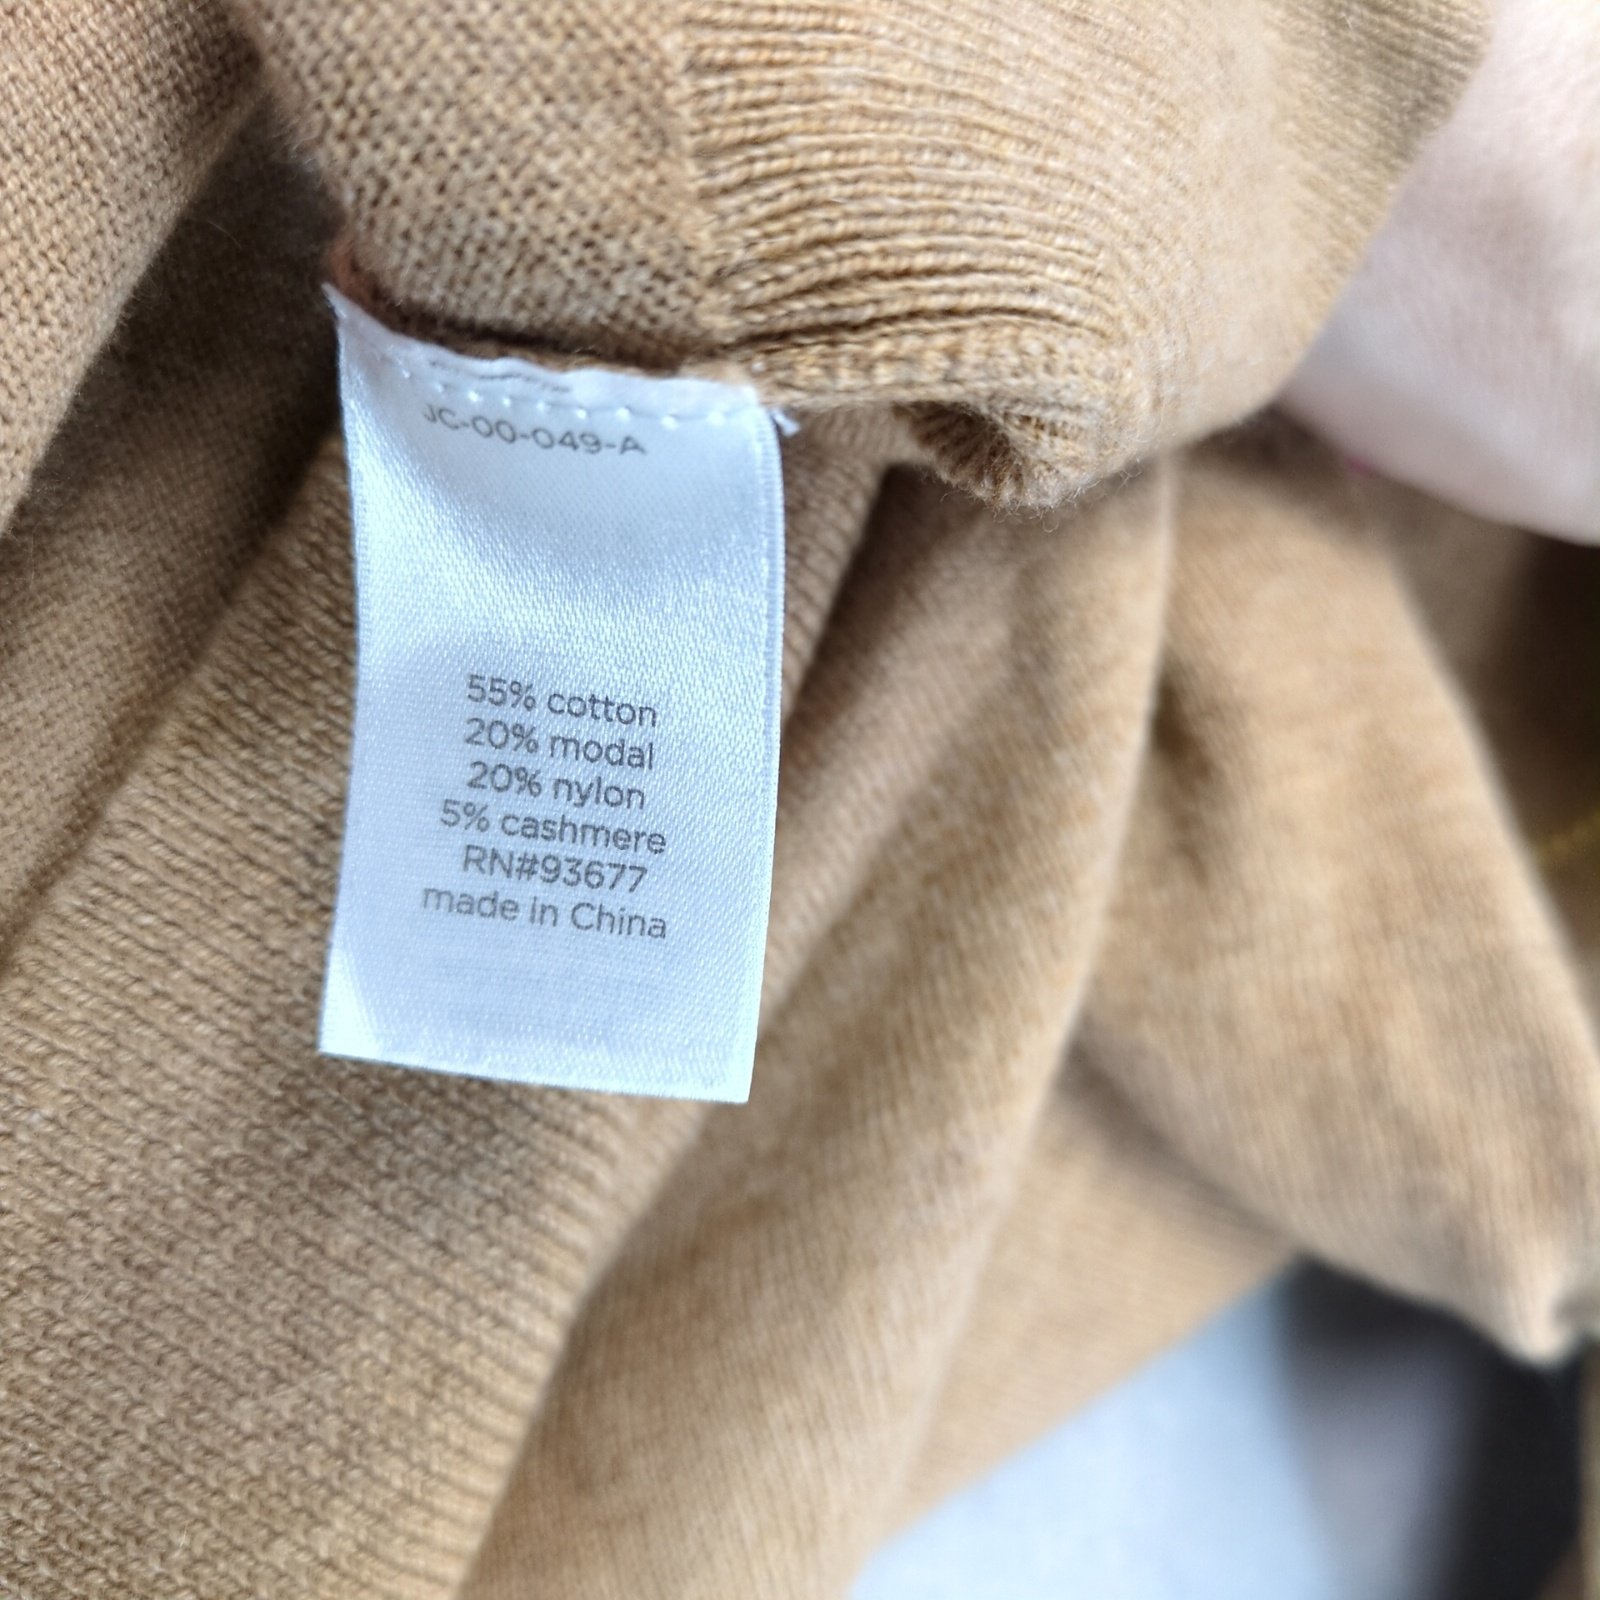 JC-00-049-A
55% cotton
20% modal
20% nylon
5% cashmere
RN#93677
made in China